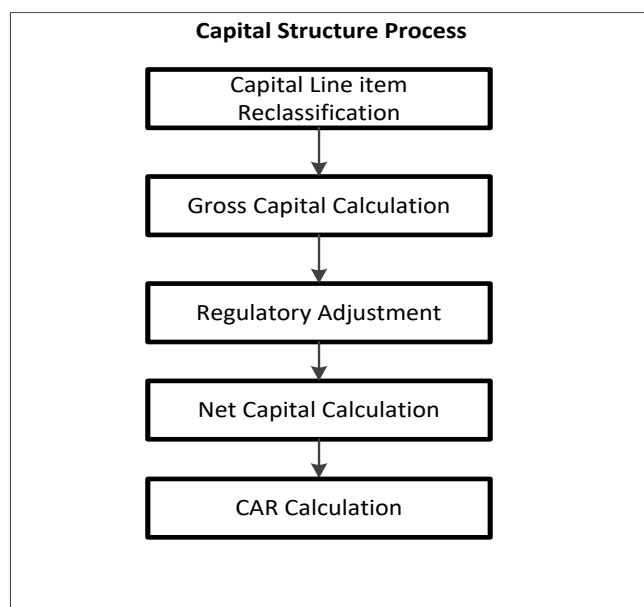 Capital Structure Process
Capital Line item
Reclassification
Gross Capital Calculation
Regulatory Adjustment
Net Capital Calculation
CAR Calculation